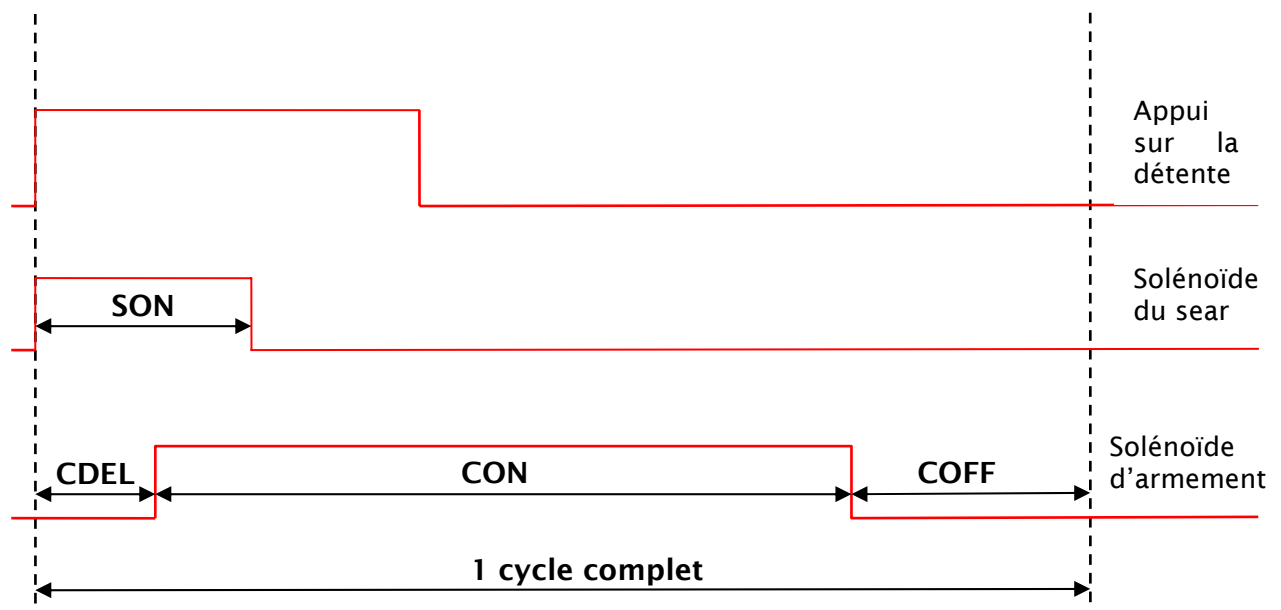 Appui
sur la
détente
Solénoïde
du sear
SON
Solénoïde
d'armement
CDEL
CON
COFF
1 cycle complet